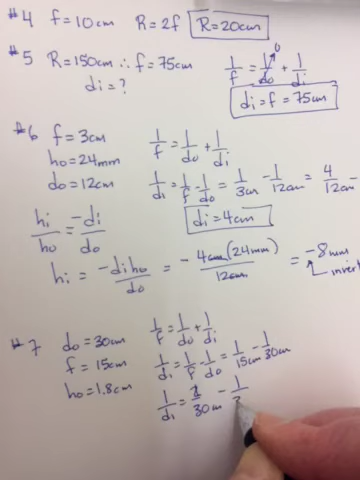 #4 f=10cm R=2f R=20cm
#5 R=150cm ∴ f=75cm 1/f = 1/do + 1/di
di=? di=f=75cm
#6 f=3cm 1/f = 1/do + 1/di
ho=24mm
do=12cm 1/di = 1/f - 1/do = 1/3cm - 1/12cm = 4/12cm -
hi/ho = -di/do di=4cm
hi = -diho/do = - 4cm(24mm)/12cm = -8mm
invert
#7 do=30cm 1/f = 1/do + 1/di
f=15cm 1/di = 1/f - 1/do = 1/15cm - 1/30cm
ho=1.8cm
1/di = 2/30cm - 1/3